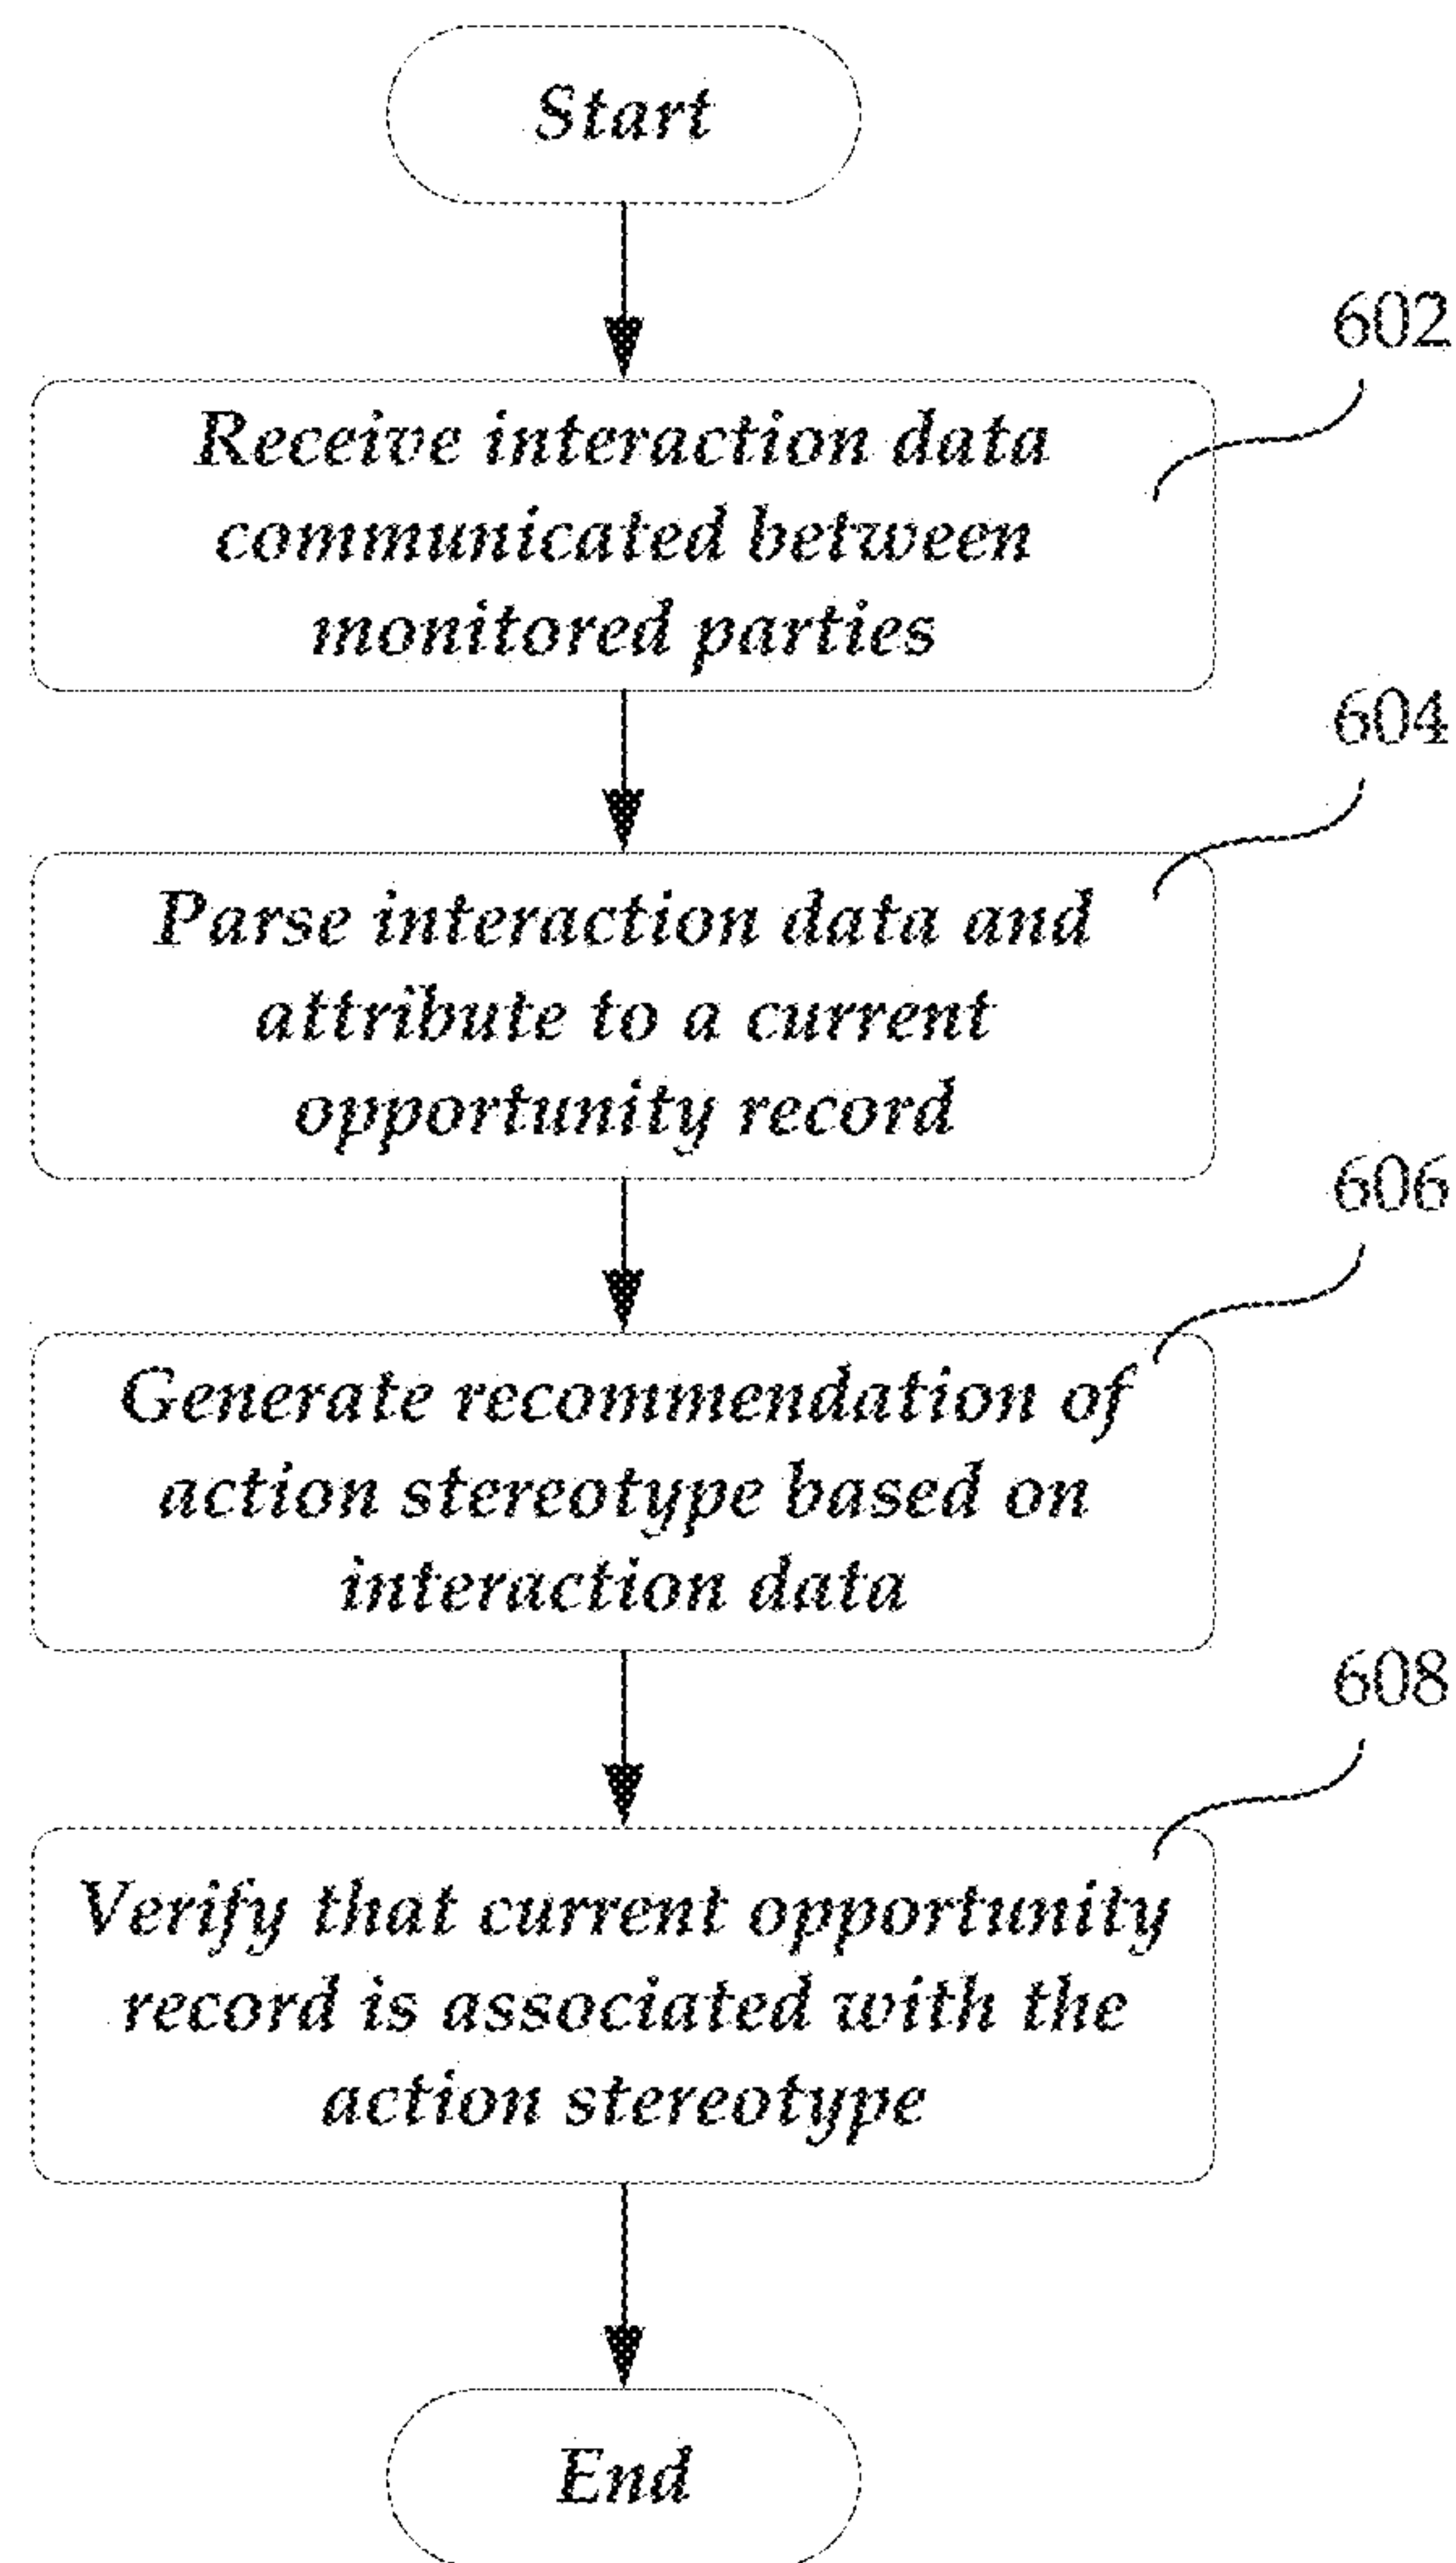 Start
602
Receive interaction data
communicated between
monitored parties
604
Parse interaction data and
attribute to a current
opportunity record
606
Generate recommendation of
action stereotype based on
interaction data
608
Verify that current opportunity
record is associated with the
action stereotype
End